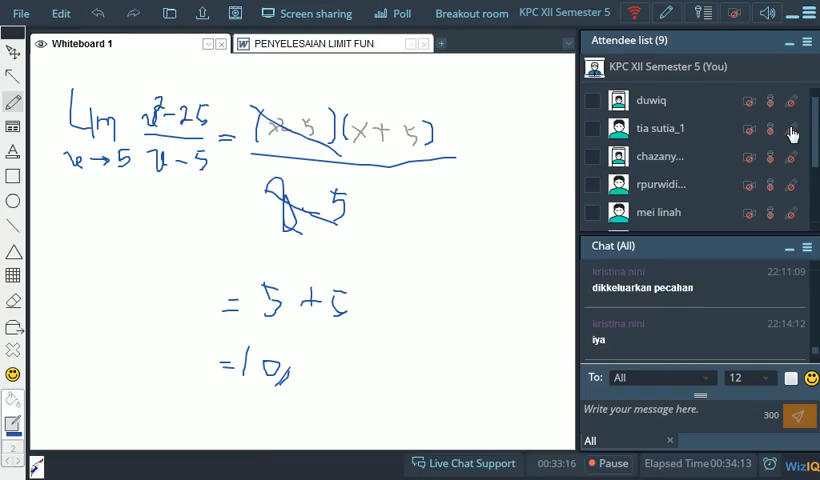 File
Edit
Screen sharing
Poll
Breakout room
KPC XII Semester 5
Whiteboard 1
W PENYELESAIAN LIMIT FUN
Attendee list (9)
KPC XII Semester 5 (You)
duwiq
tia sutia_1
chazany...
rpurwidi...
mei linah
Lim x²-25 = (x-5)(x+5)
x→5 x-5
x-5
= 5+5
=10
Chat (All)
kristina nini 22:11:09
dikkeluarkan pecahan
kristina nini 22:14:12
iya
To: All 12
Write your message here. 300
All x
2
Live Chat Support
00:33:16
Pause
Elapsed Time 00:34:13
WizIQ